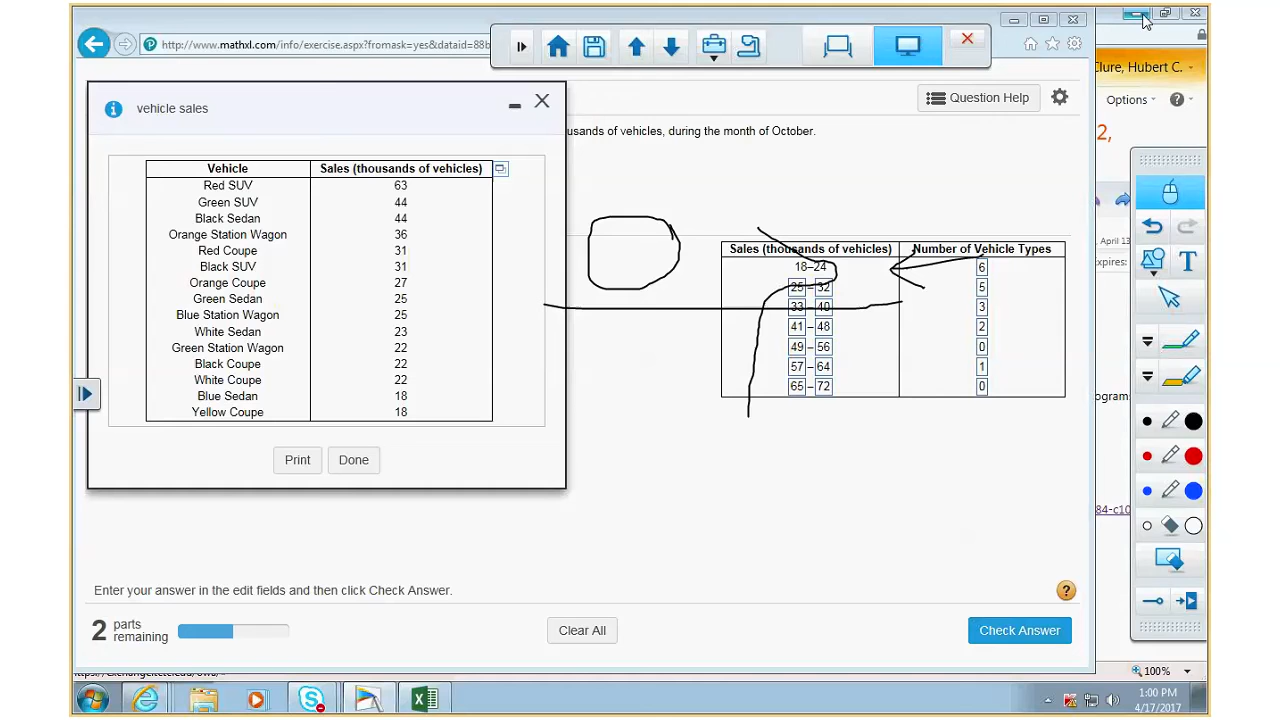 http://www.mathxl.com/info/exercise.aspx?fromask=yes&dataid=88b
Clure, Hubert C.
vehicle sales
Question Help
Options
usands of vehicles, during the month of October.
2,
Vehicle Sales (thousands of vehicles)
Red SUV 63
Green SUV 44
Black Sedan 44
Orange Station Wagon 36
Red Coupe 31
Black SUV 31
Orange Coupe 27
Green Sedan 25
Blue Station Wagon 25
White Sedan 23
Green Station Wagon 22
Black Coupe 22
White Coupe 22
Blue Sedan 18
Yellow Coupe 18
Print Done
Sales (thousands of vehicles) Number of Vehicle Types
18–24 6
25 – 32 5
33 – 40 3
41 – 48 2
49 – 56 0
57 – 64 1
65 – 72 0
April 13
xpires:
T
ogram:
84-c10
Enter your answer in the edit fields and then click Check Answer.
2 parts remaining
Clear All
Check Answer
100%
1:00 PM
4/17/2017